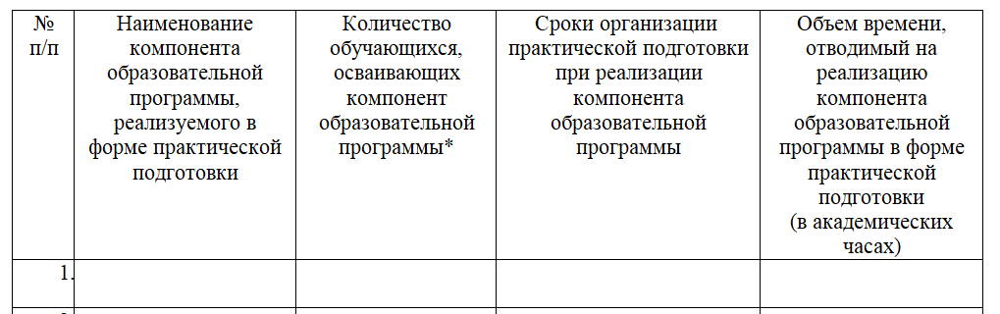 №
п/п
Наименование
компонента
образовательной
программы,
реализуемого в
форме практической
подготовки
Количество
обучающихся,
осваивающих
компонент
образовательной
программы*
Сроки организации
практической подготовки
при реализации
компонента
образовательной
программы
Объем времени,
отводимый на
реализацию
компонента
образовательной
программы в форме
практической
подготовки
(в академических
часах)
1.